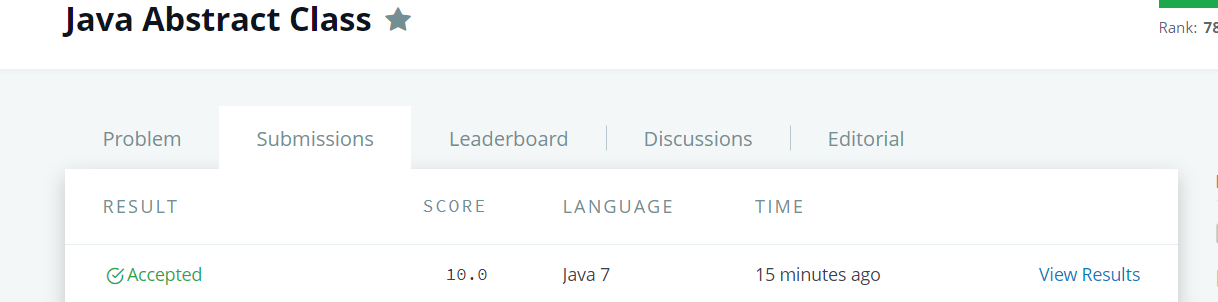 Java Abstract Class
Rank: 78
Problem Submissions Leaderboard Discussions Editorial
RESULT SCORE LANGUAGE TIME
Accepted 10.0 Java 7 15 minutes ago View Results